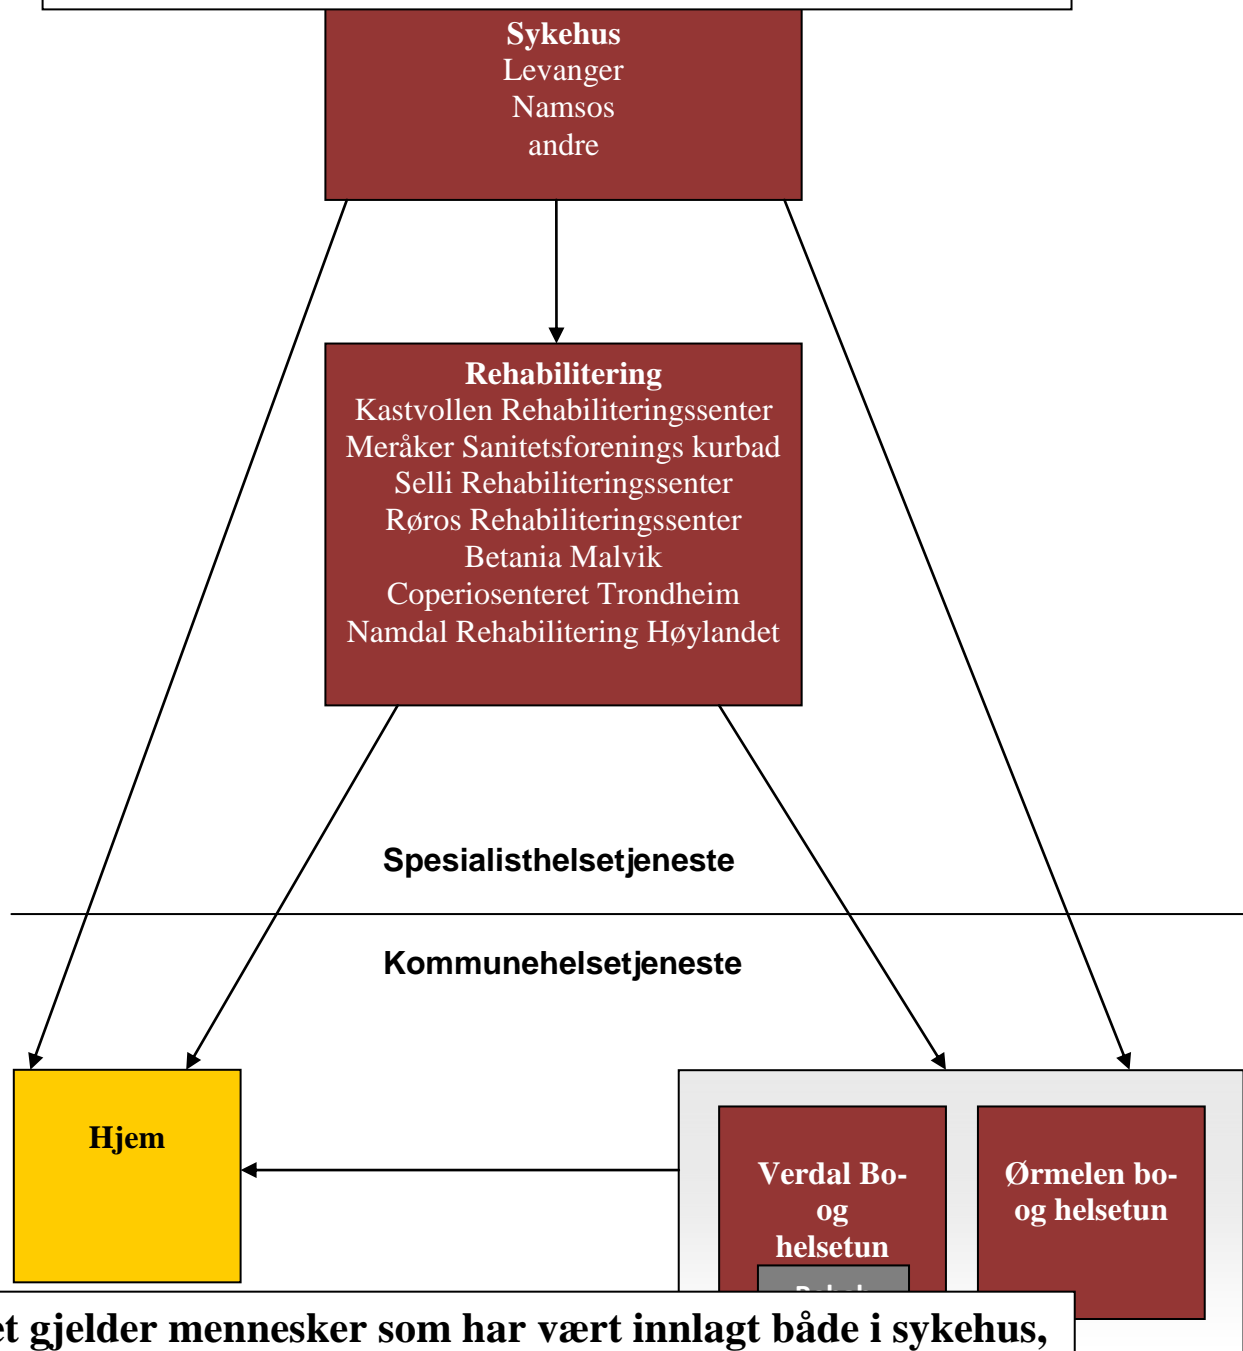 Sykehus
Levanger
Namsos
andre
Rehabilitering
Kastvollen Rehabiliteringssenter
Meråker Sanitetsforenings kurbad
Selli Rehabiliteringssenter
Røros Rehabiliteringssenter
Betania Malvik
Coperiosenteret Trondheim
Namdal Rehabilitering Høylandet
Spesialisthelsetjeneste
Kommunehelsetjeneste
Hjem
Verdal Bo-
og
helsetun
Ørmelen bo-
og helsetun
et gjelder mennesker som har vært innlagt både i sykehus,